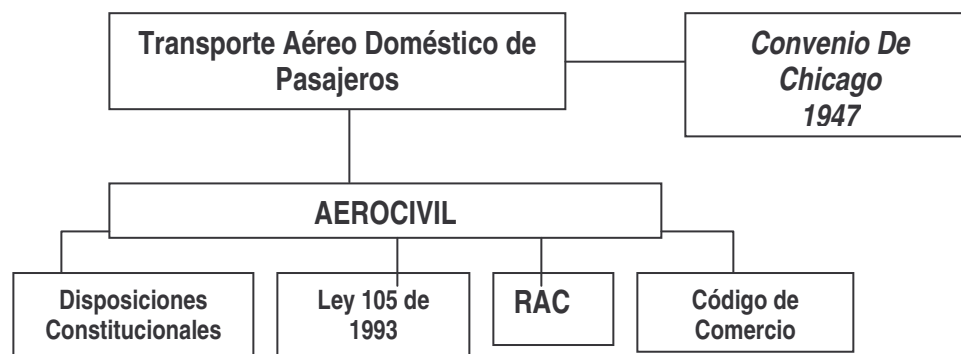 Transporte Aéreo Doméstico de
Pasajeros
Convenio De
Chicago
1947
AEROCIVIL
Disposiciones
Constitucionales
Ley 105 de
1993
RAC
Código de
Comercio